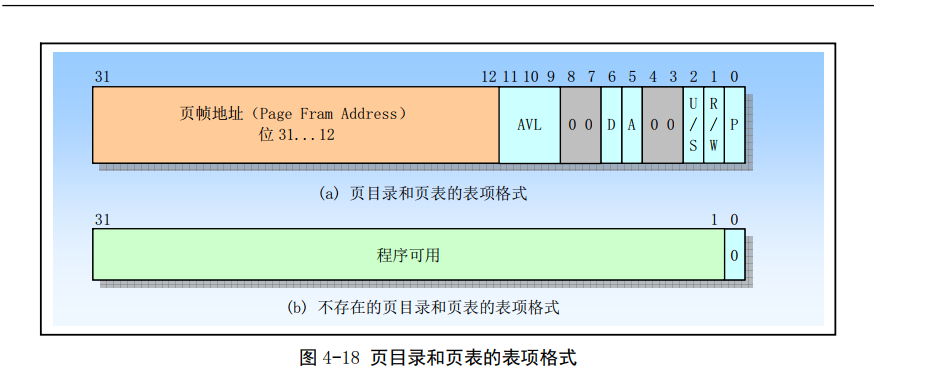 31 12 11 10 9 8 7 6 5 4 3 2 1 0
页帧地址（Page Fram Address）
位 31...12
AVL
0 0
D
A
0 0
U/S
R/W
P
(a) 页目录和页表的表项格式
31 1 0
程序可用
0
(b) 不存在的页目录和页表的表项格式
图 4-18 页目录和页表的表项格式